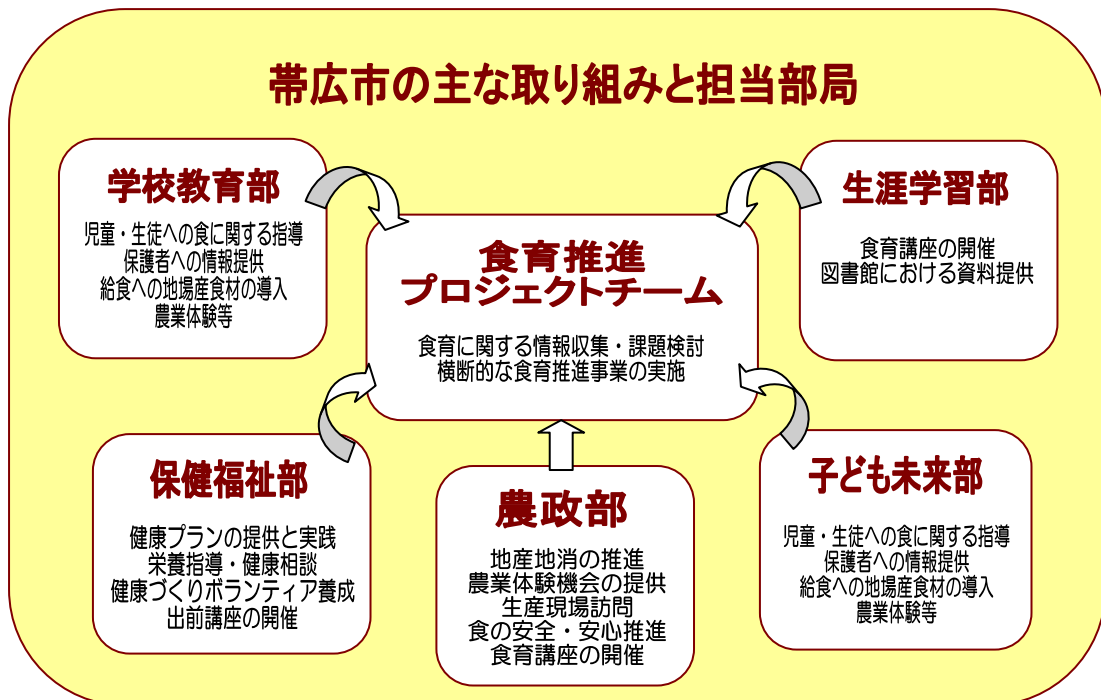 帯広市の主な取り組みと担当部局
学校教育部
児童・生徒への食に関する指導
保護者への情報提供
給食への地場産食材の導入
農業体験等
生涯学習部
食育講座の開催
図書館における資料提供
食育推進
プロジェクトチーム
食育に関する情報収集・課題検討
横断的な食育推進事業の実施
保健福祉部
健康プランの提供と実践
栄養指導・健康相談
健康づくりボランティア養成
出前講座の開催
農政部
地産地消の推進
農業体験機会の提供
生産現場訪問
食の安全・安心推進
食育講座の開催
子ども未来部
児童・生徒への食に関する指導
保護者への情報提供
給食への地場産食材の導入
農業体験等